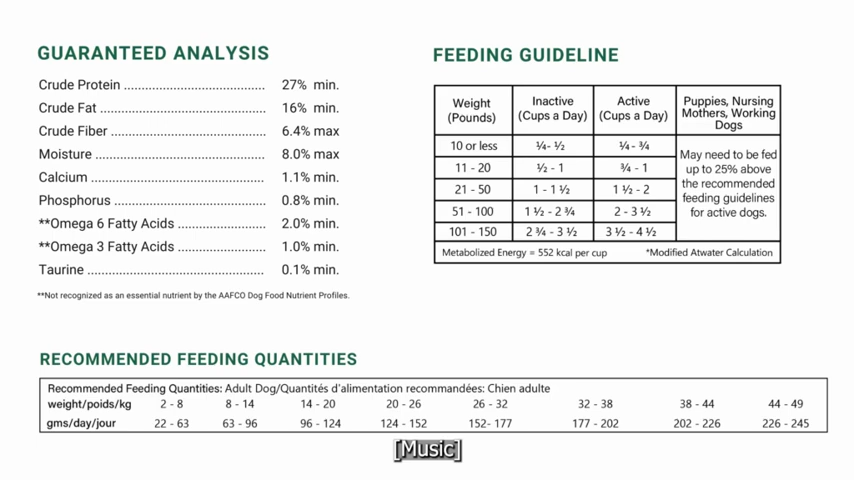 GUARANTEED ANALYSIS
Crude Protein .................................... 27% min.
Crude Fat .......................................... 16% min.
Crude Fiber ...................................... 6.4% max
Moisture ........................................... 8.0% max
Calcium ............................................ 1.1% min.
Phosphorus ...................................... 0.8% min.
**Omega 6 Fatty Acids ....................... 2.0% min.
**Omega 3 Fatty Acids ....................... 1.0% min.
Taurine ............................................. 0.1% min.
**Not recognized as an essential nutrient by the AAFCO Dog Food Nutrient Profiles.
FEEDING GUIDELINE
Weight (Pounds) Inactive (Cups a Day) Active (Cups a Day) Puppies, Nursing Mothers, Working Dogs
10 or less ¼- ½ ¼ - ¾
11 - 20 ½ - 1 ¾ - 1
21 - 50 1 - 1 ½ 1 ½ - 2
51 - 100 1 ½ - 2 ¾ 2 - 3 ½
101 - 150 2 ¾ - 3 ½ 3 ½ - 4 ½
May need to be fed
up to 25% above
the recommended
feeding guidelines
for active dogs.
Metabolized Energy = 552 kcal per cup *Modified Atwater Calculation
RECOMMENDED FEEDING QUANTITIES
Recommended Feeding Quantities: Adult Dog/Quantités d'alimentation recommandées: Chien adulte
weight/poids/kg 2 - 8 8 - 14 14 - 20 20 - 26 26 - 32 32 - 38 38 - 44 44 - 49
gms/day/jour 22 - 63 63 - 96 96 - 124 124 - 152 152- 177 177 - 202 202 - 226 226 - 245
[Music]